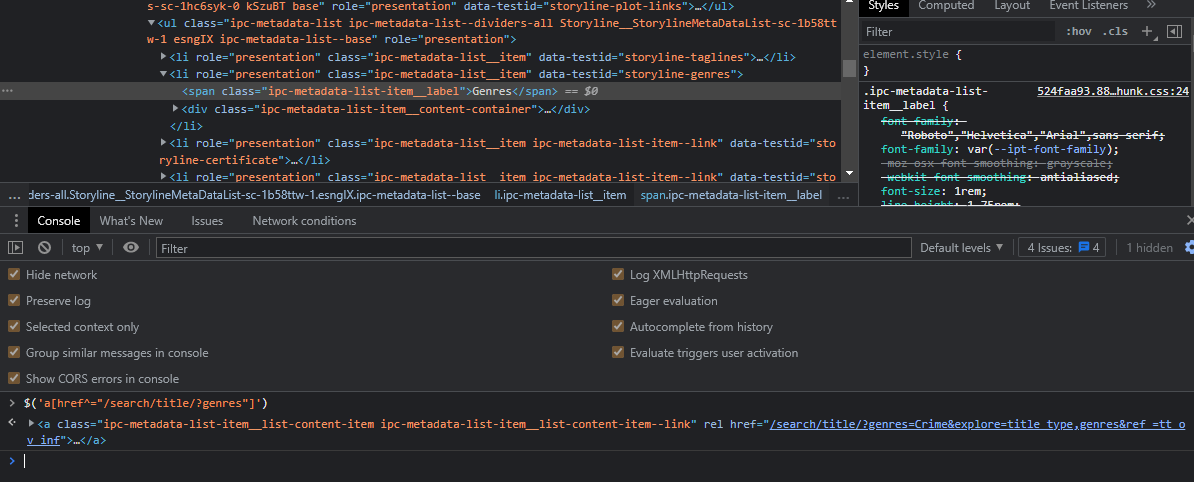 s-sc-1hc6syk-0 kSzuBT base" role="presentation" data-testid="storyline-plot-links">…</ul>
▼<ul class="ipc-metadata-list ipc-metadata-list--dividers-all Storyline__StorylineMetaDataList-sc-1b58tt
w-1 esngIX ipc-metadata-list--base" role="presentation">
▶<li role="presentation" class="ipc-metadata-list__item" data-testid="storyline-taglines">…</li>
▼<li role="presentation" class="ipc-metadata-list__item" data-testid="storyline-genres">
… <span class="ipc-metadata-list-item__label">Genres</span> == $0
▶<div class="ipc-metadata-list-item__content-container">…</div>
</li>
▶<li role="presentation" class="ipc-metadata-list__item ipc-metadata-list-item--link" data-testid="sto
ryline-certificate">…</li>
▶<li role="presentation" class="ipc-metadata-list__item ipc-metadata-list-item--link" data-testid="sto
… ders-all.Storyline__StorylineMetaDataList-sc-1b58ttw-1.esngIX.ipc-metadata-list--base li.ipc-metadata-list__item span.ipc-metadata-list-item__label …
Styles Computed Layout Event Listeners »
Filter :hov .cls +
element.style {
}
.ipc-metadata-list- 524faa93.88…hunk.css:24
item__label {
font-family:
"Roboto","Helvetica","Arial",sans-serif;
font-family: var(--ipt-font-family);
-moz-osx-font-smoothing: grayscale;
-webkit-font-smoothing: antialiased;
font-size: 1rem;
line-height: 1.75rem;
Console What's New Issues Network conditions
top ▼ Filter Default levels ▼ 4 Issues: 4 1 hidden
Hide network Log XMLHttpRequests
Preserve log Eager evaluation
Selected context only Autocomplete from history
Group similar messages in console Evaluate triggers user activation
Show CORS errors in console
> $('a[href^="/search/title/?genres"]')
▶<a class="ipc-metadata-list-item__list-content-item ipc-metadata-list-item__list-content-item--link" rel href="/search/title/?genres=Crime&explore=title_type,genres&ref_=tt_o
v_inf">…</a>
>